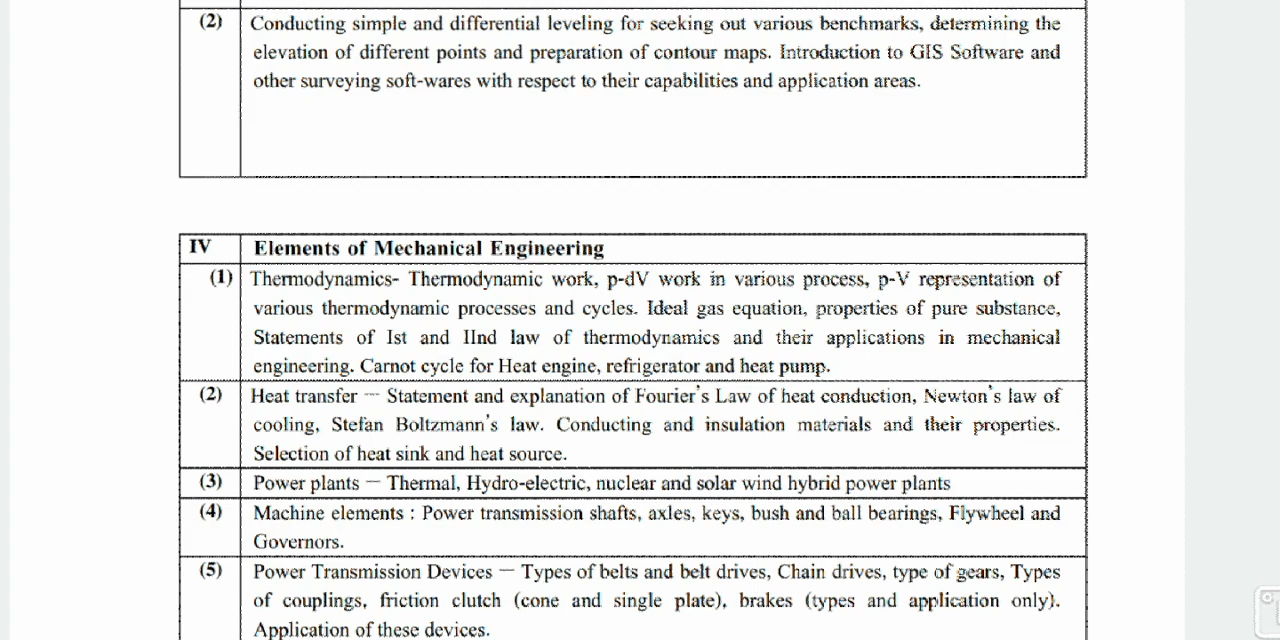 (2) Conducting simple and differential leveling for seeking out various benchmarks, determining the
elevation of different points and preparation of contour maps. Introduction to GIS Software and
other surveying soft-wares with respect to their capabilities and application areas.
IV Elements of Mechanical Engineering
(1) Thermodynamics- Thermodynamic work, p-dV work in various process, p-V representation of
various thermodynamic processes and cycles. Ideal gas equation, properties of pure substance,
Statements of Ist and IInd law of thermodynamics and their applications in mechanical
engineering. Carnot cycle for Heat engine, refrigerator and heat pump.
(2) Heat transfer — Statement and explanation of Fourier's Law of heat conduction, Newton's law of
cooling, Stefan Boltzmann's law. Conducting and insulation materials and their properties.
Selection of heat sink and heat source.
(3) Power plants — Thermal, Hydro-electric, nuclear and solar wind hybrid power plants
(4) Machine elements : Power transmission shafts, axles, keys, bush and ball bearings, Flywheel and
Governors.
(5) Power Transmission Devices — Types of belts and belt drives, Chain drives, type of gears, Types
of couplings, friction clutch (cone and single plate), brakes (types and application only).
Application of these devices.